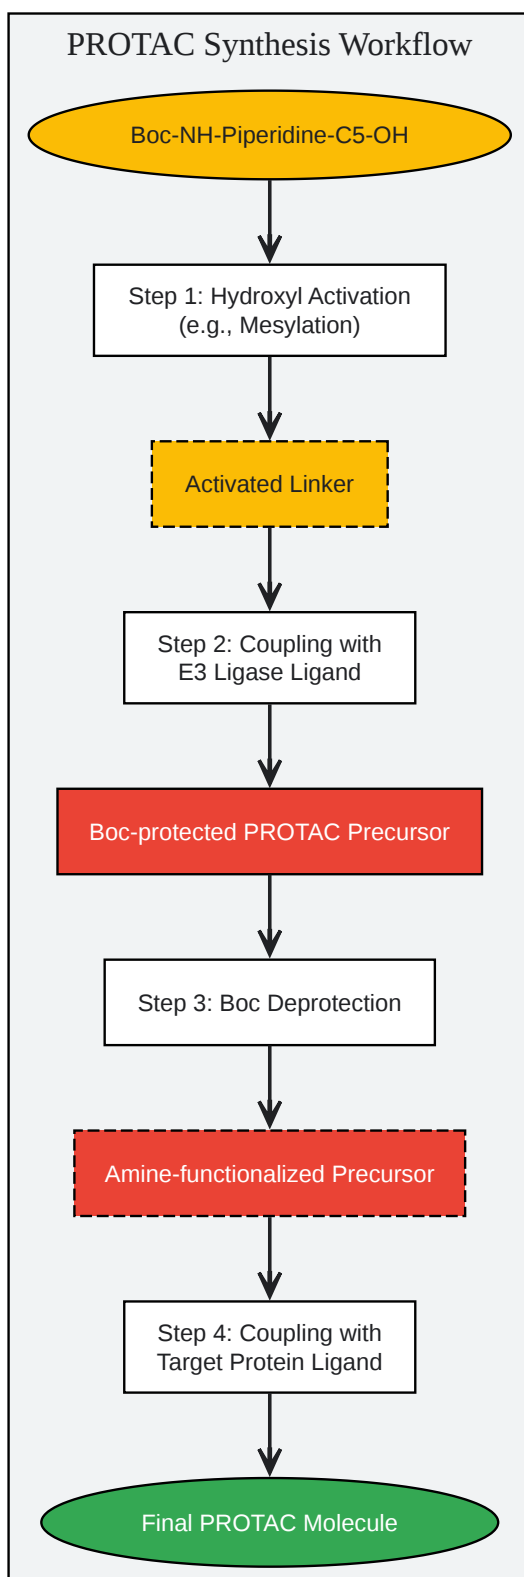 PROTAC Synthesis Workflow
Boc-NH-Piperidine-C5-OH
Step 1: Hydroxyl Activation
(e.g., Mesylation)
Activated Linker
Step 2: Coupling with
E3 Ligase Ligand
Boc-protected PROTAC Precursor
Step 3: Boc Deprotection
Amine-functionalized Precursor
Step 4: Coupling with
Target Protein Ligand
Final PROTAC Molecule